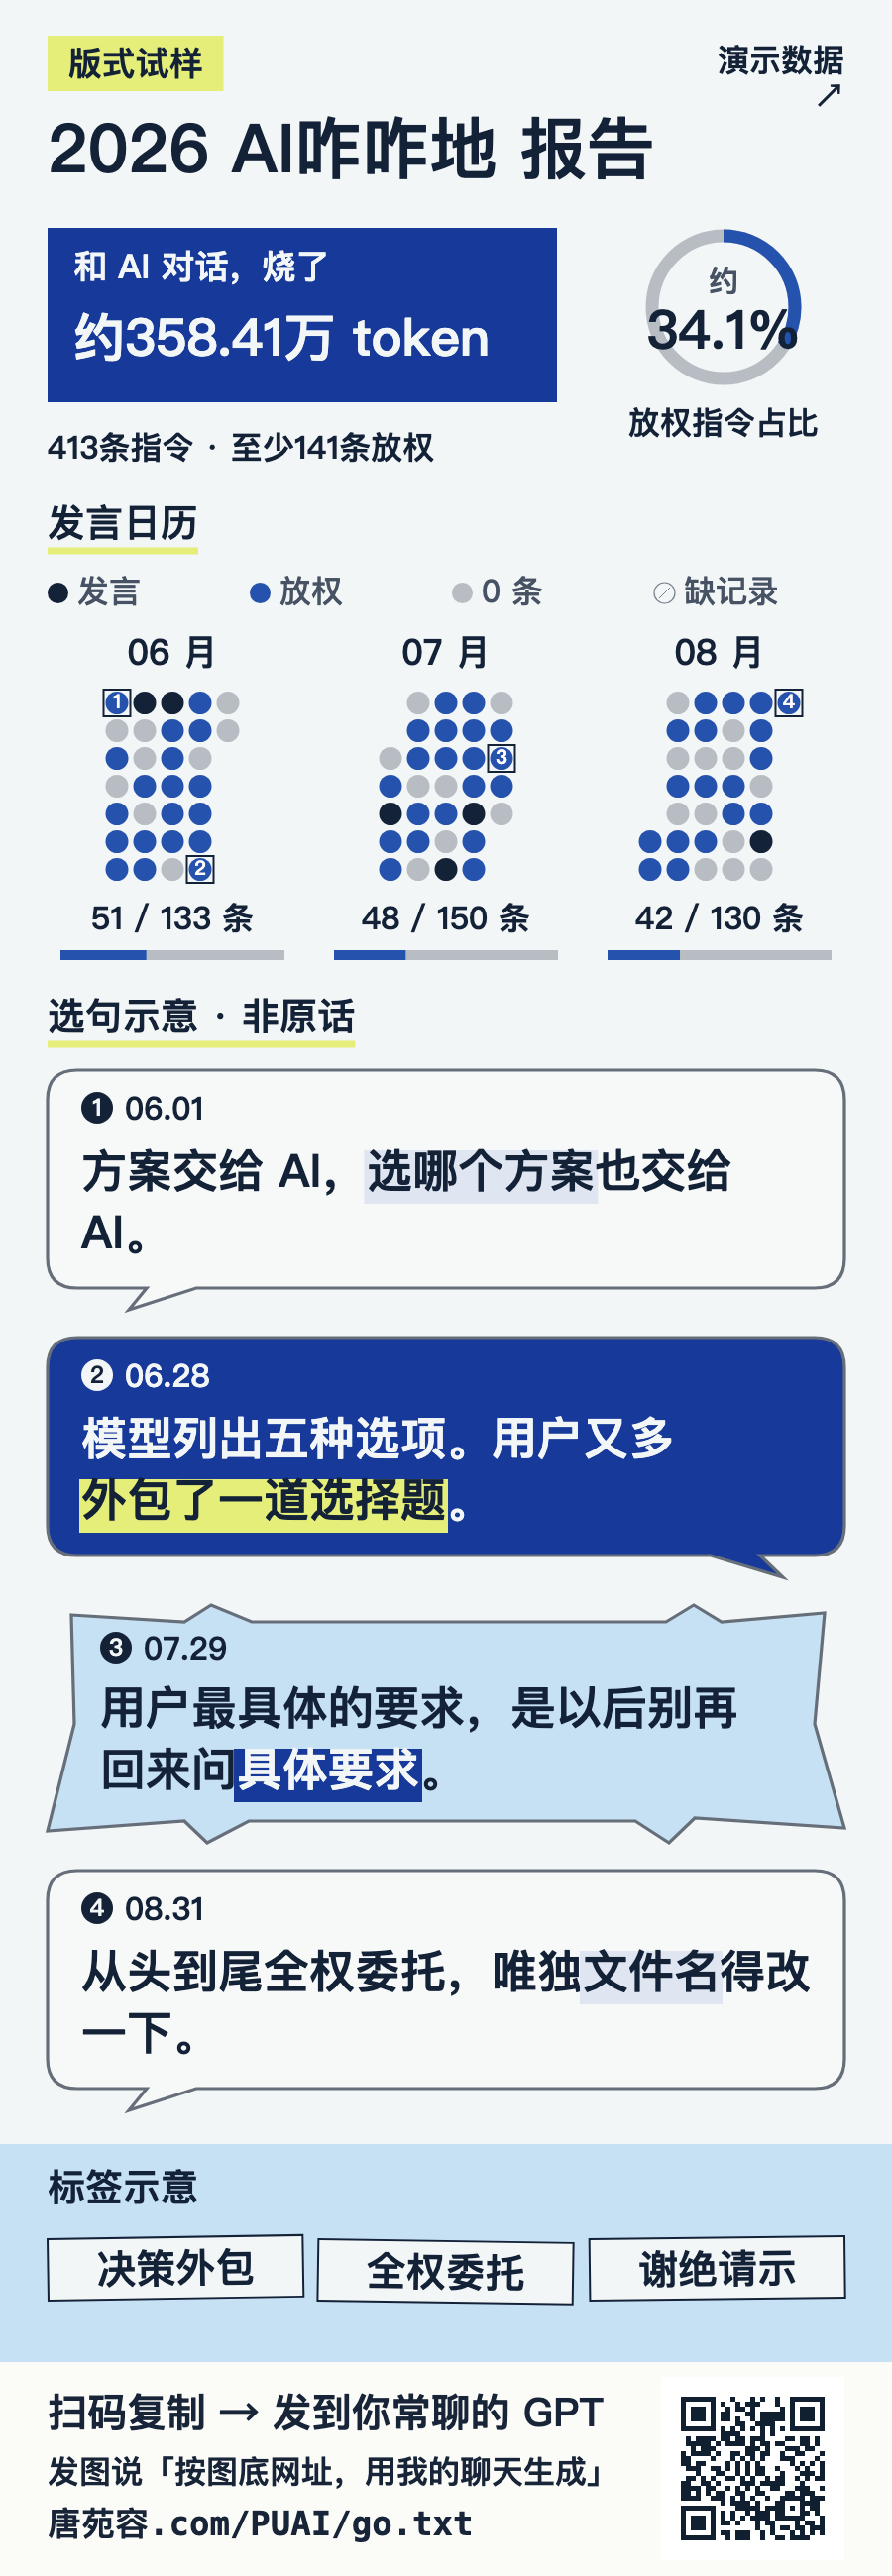 版式试样
演示数据
↗
2026 AI咋咋地 报告
和 AI 对话，烧了
约358.41万 token
约
34.1%
放权指令占比
413条指令 · 至少141条放权
发言日历
发言 放权 0 条 缺记录
06 月 07 月 08 月
1
4
3
2
51 / 133 条 48 / 150 条 42 / 130 条
选句示意 · 非原话
1 06.01
方案交给 AI，选哪个方案也交给
AI。
2 06.28
模型列出五种选项。用户又多
外包了一道选择题。
3 07.29
用户最具体的要求，是以后别再
回来问具体要求。
4 08.31
从头到尾全权委托，唯独文件名得改
一下。
标签示意
决策外包 全权委托 谢绝请示
扫码复制 → 发到你常聊的 GPT
发图说「按图底网址，用我的聊天生成」
唐苑容.com/PUAI/go.txt